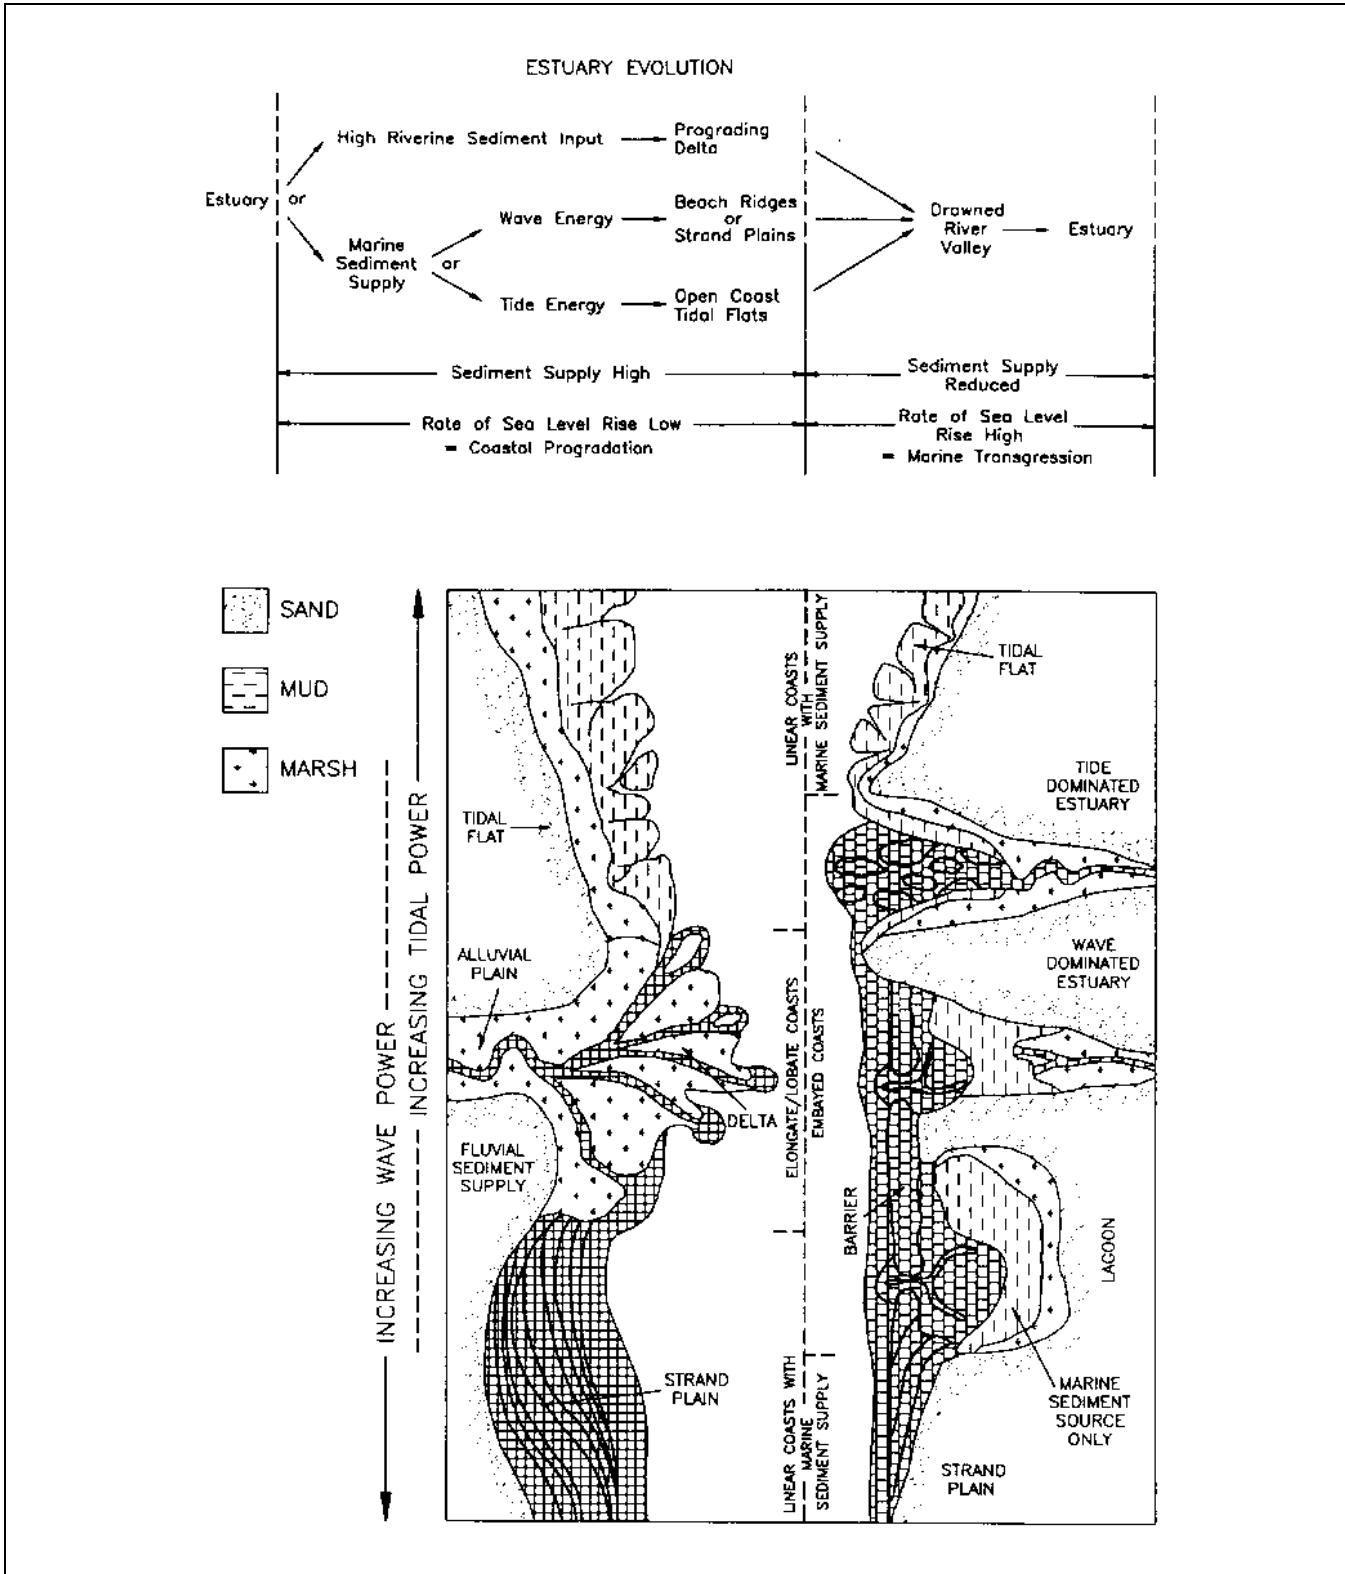 ESTUARY EVOLUTION
High Riverine Sediment Input
Prograding
Delta
Estuary or
Wave Energy
Beach Ridges
or
Strand Plains
Marine
Sediment or
Supply
Tide Energy
Open Coast
Tidal Flats
Drowned
River
Valley
Estuary
Sediment Supply High
Sediment Supply
Reduced
Rate of Sea Level Rise Low
= Coastal Progradation
Rate of Sea Level
Rise High
= Marine Transgression
SAND
MUD
MARSH
INCREASING WAVE POWER
INCREASING TIDAL POWER
TIDAL
FLAT
ALLUVIAL
PLAIN
DELTA
FLUVIAL
SEDIMENT
SUPPLY
STRAND
PLAIN
LINEAR COASTS
WITH
MARINE SEDIMENT SUPPLY
ELONGATE/LOBATE COASTS
EMBAYED COASTS
LINEAR COASTS WITH
MARINE
SEDIMENT SUPPLY
TIDAL
FLAT
TIDE
DOMINATED
ESTUARY
WAVE
DOMINATED
ESTUARY
BARRIER
LAGOON
MARINE
SEDIMENT
SOURCE
ONLY
STRAND
PLAIN